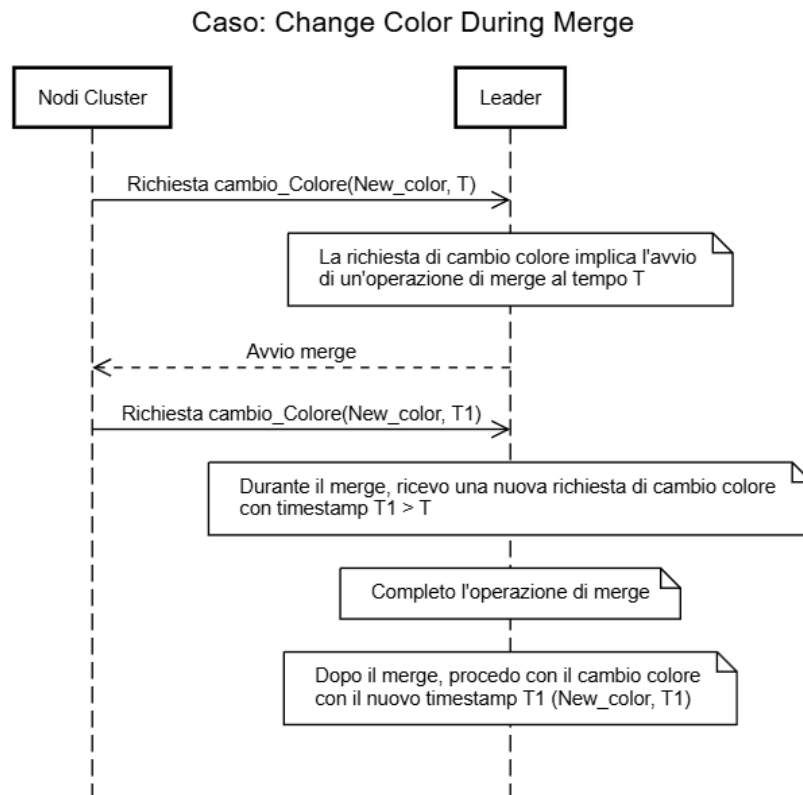 Caso: Change Color During Merge
Nodi Cluster
Leader
Richiesta cambio_Colore(New_color, T)
La richiesta di cambio colore implica l'avvio
di un'operazione di merge al tempo T
Avvio merge
Richiesta cambio_Colore(New_color, T1)
Durante il merge, ricevo una nuova richiesta di cambio colore
con timestamp T1 > T
Completo l'operazione di merge
Dopo il merge, procedo con il cambio colore
con il nuovo timestamp T1 (New_color, T1)